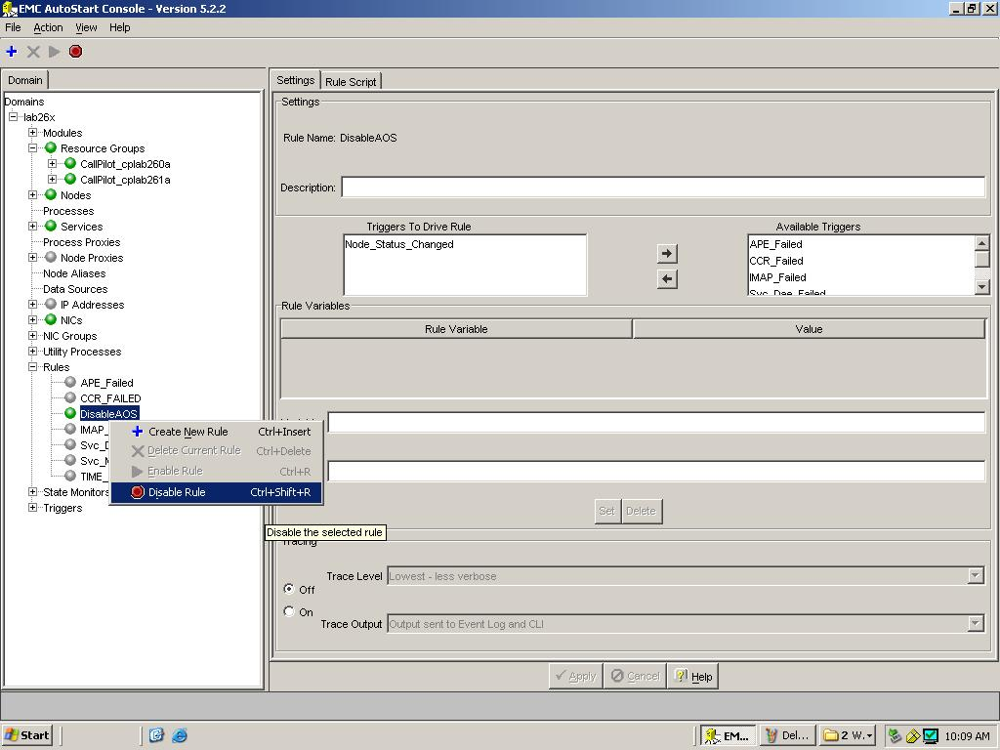 EMC AutoStart Console - Version 5.2.2
File Action View Help
Domain
Settings Rule Script
Domains
lab26x
Modules
Resource Groups
CallPilot_cplab260a
CallPilot_cplab261a
Nodes
Processes
Services
Process Proxies
Node Proxies
Node Aliases
Data Sources
IP Addresses
NICs
NIC Groups
Utility Processes
Rules
APE_Failed
CCR_FAILED
DisableAOS
IMAP_
Svc_D
Svc_M
TIME_
State Monitors
Triggers
Create New Rule Ctrl+Insert
Delete Current Rule Ctrl+Delete
Enable Rule Ctrl+R
Disable Rule Ctrl+Shift+R
Disable the selected rule
Settings
Rule Name: DisableAOS
Description:
Triggers To Drive Rule
Node_Status_Changed
Available Triggers
APE_Failed
CCR_Failed
IMAP_Failed
Svc_Dae_Failed
Rule Variables
Rule Variable Value
Set Delete
Tracing
Off
On
Trace Level Lowest - less verbose
Trace Output Output sent to Event Log and CLI
Apply Cancel Help
Start EM... Del... 2 W. 10:09 AM